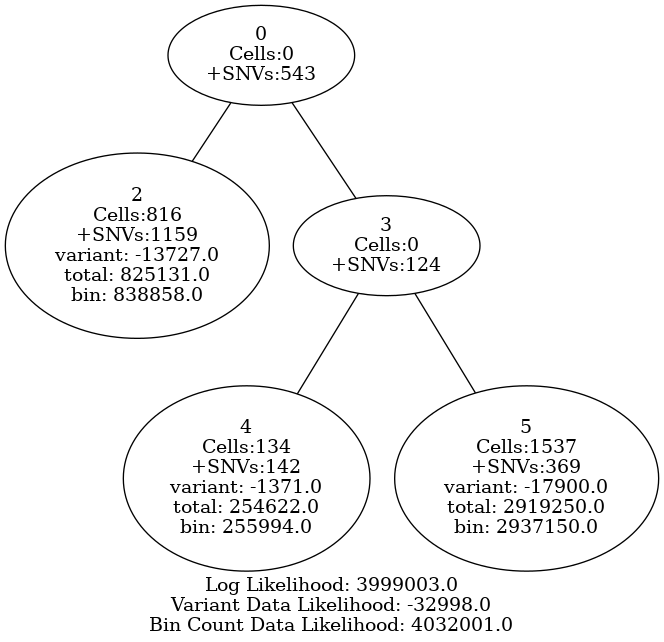 0
Cells:0
+SNVs:543
2
Cells:816
+SNVs:1159
variant: -13727.0
total: 825131.0
bin: 838858.0
3
Cells:0
+SNVs:124
4
Cells:134
+SNVs:142
variant: -1371.0
total: 254622.0
bin: 255994.0
5
Cells:1537
+SNVs:369
variant: -17900.0
total: 2919250.0
bin: 2937150.0
Log Likelihood: 3999003.0
Variant Data Likelihood: -32998.0
Bin Count Data Likelihood: 4032001.0